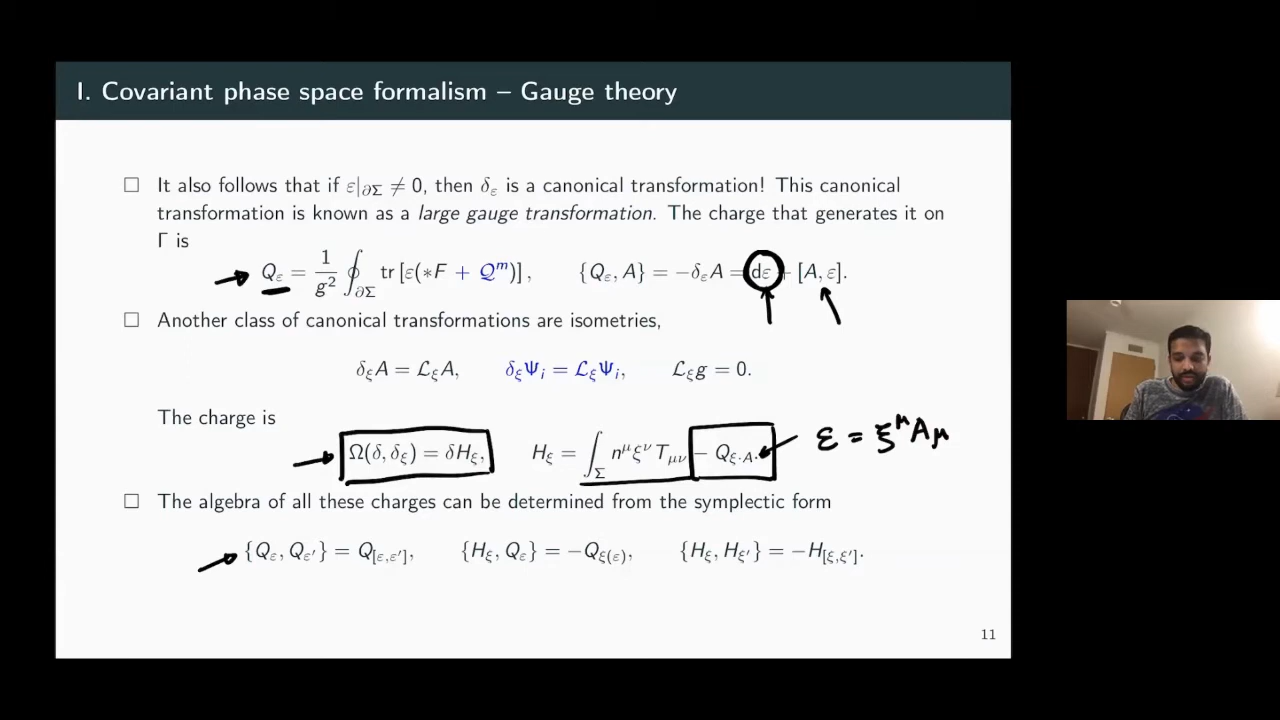 I. Covariant phase space formalism – Gauge theory
□ It also follows that if ε|∂Σ ≠ 0, then δε is a canonical transformation! This canonical
transformation is known as a large gauge transformation. The charge that generates it on
Γ is
Qε = 1/g² ∮∂Σ tr [ε(∗F + 𝒬ᵐ)] , {Qε, A} = −δεA = dε + [A, ε].
□ Another class of canonical transformations are isometries,
δξA = ℒξA, δξΨi = ℒξΨi, ℒξg = 0.
The charge is
Ω(δ, δξ) = δHξ, Hξ = ∫Σ nᵘξᵛTμν − Qξ·A. ε = ξᵘAμ
□ The algebra of all these charges can be determined from the symplectic form
{Qε, Qε′} = Q[ε,ε′], {Hξ, Qε} = −Qξ(ε), {Hξ, Hξ′} = −H[ξ,ξ′].
11